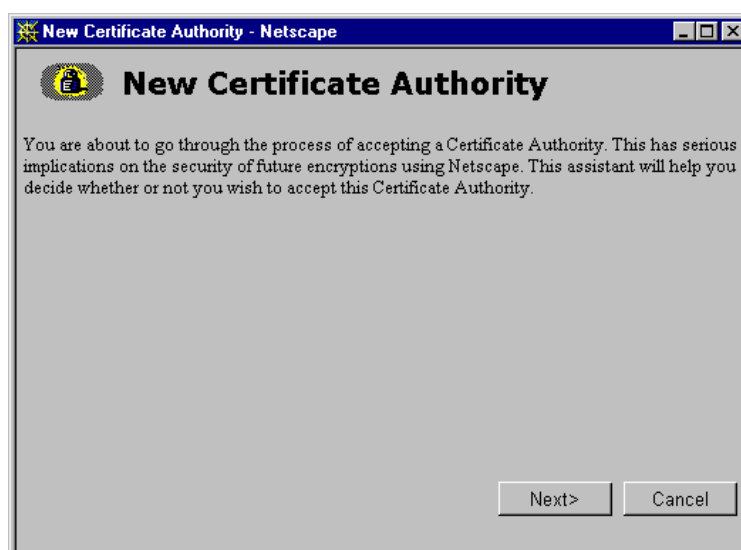 New Certificate Authority - Netscape
New Certificate Authority
You are about to go through the process of accepting a Certificate Authority. This has serious
implications on the security of future encryptions using Netscape. This assistant will help you
decide whether or not you wish to accept this Certificate Authority.
Next> Cancel